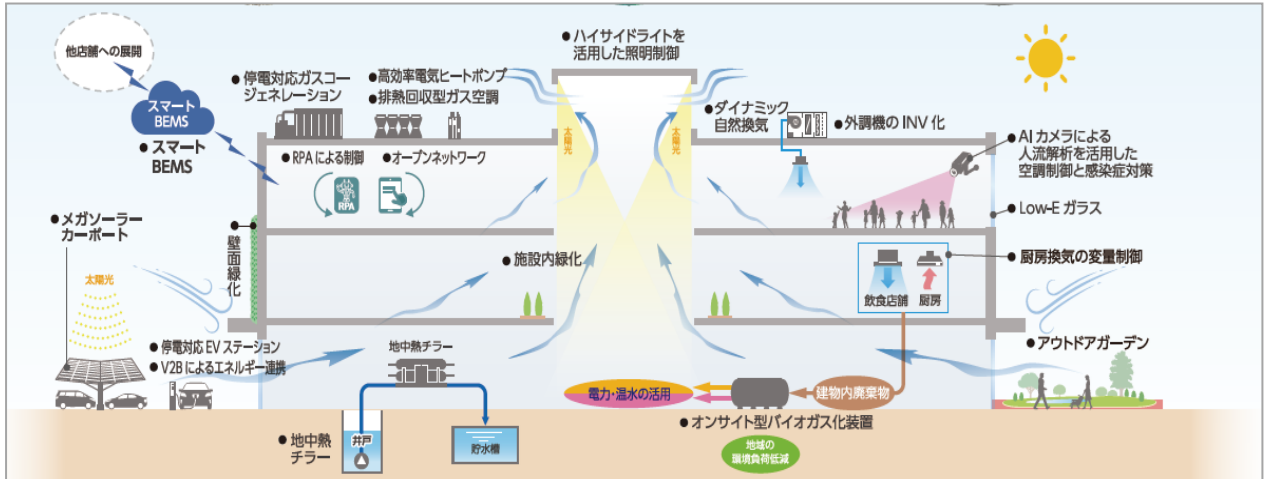 他店舗への展開
スマート
BEMS
● スマート
BEMS
● 停電対応ガスコー
ジェネレーション
● 高効率電気ヒートポンプ
● 排熱回収型ガス空調
● ハイサイドライトを
活用した照明制御
● ダイナミック
自然換気
● 外調機の INV 化
● AI カメラによる
人流解析を活用した
空調制御と感染症対策
● RPA による制御
● オープンネットワーク
RPA
太陽光
太陽光
● Low-E ガラス
● メガソーラー
カーポート
太陽光
● 壁面緑化
● 施設内緑化
● 厨房換気の変量制御
飲食店舗
厨房
● 停電対応 EV ステーション
● V2B によるエネルギー連携
地中熱チラー
● アウトドアガーデン
電力・温水の活用
建物内廃棄物
● オンサイト型バイオガス化装置
● 地中熱
チラー
井戸
貯水槽
地域の
環境負荷低減